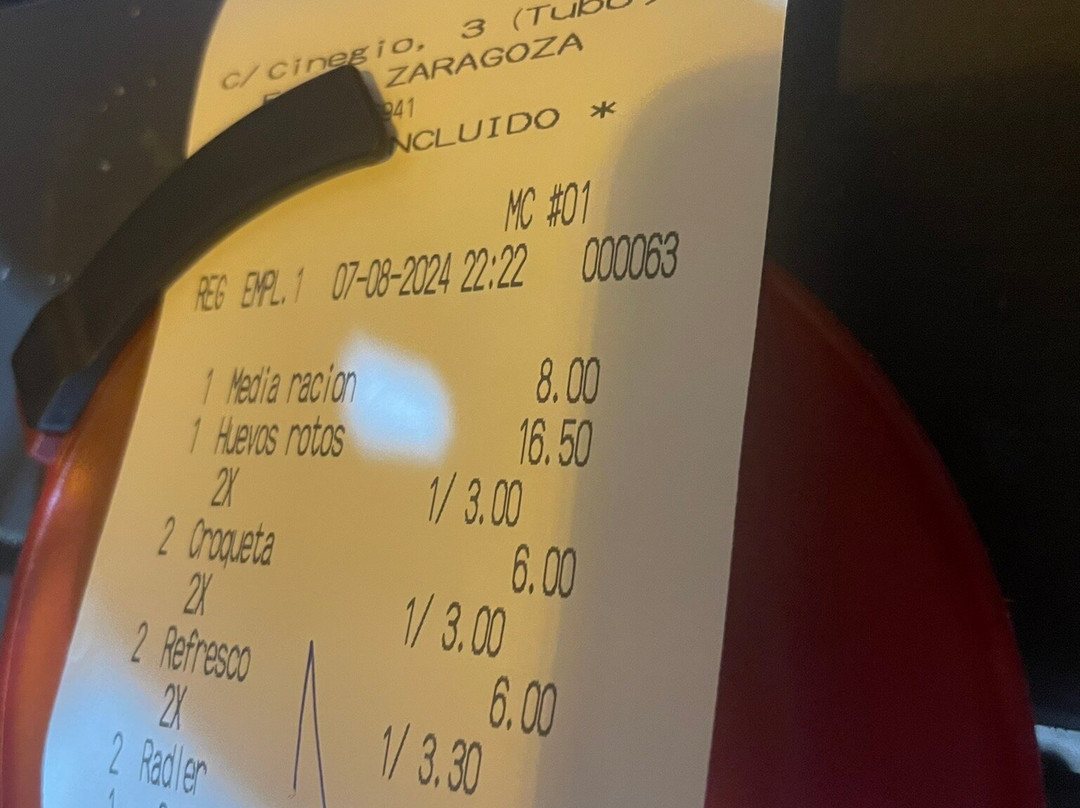 c/Cinegio, 3 (Tubo)
ZARAGOZA
941
NCLUIDO *
MC #01
REG EMPL.1 07-08-2024 22:22 000063
1 Media racion 8.00
1 Huevos rotos 16.50
2X 1/ 3.00
2 Croqueta 6.00
2X 1/ 3.00
2 Refresco 6.00
2X 1/ 3.30
2 Radler